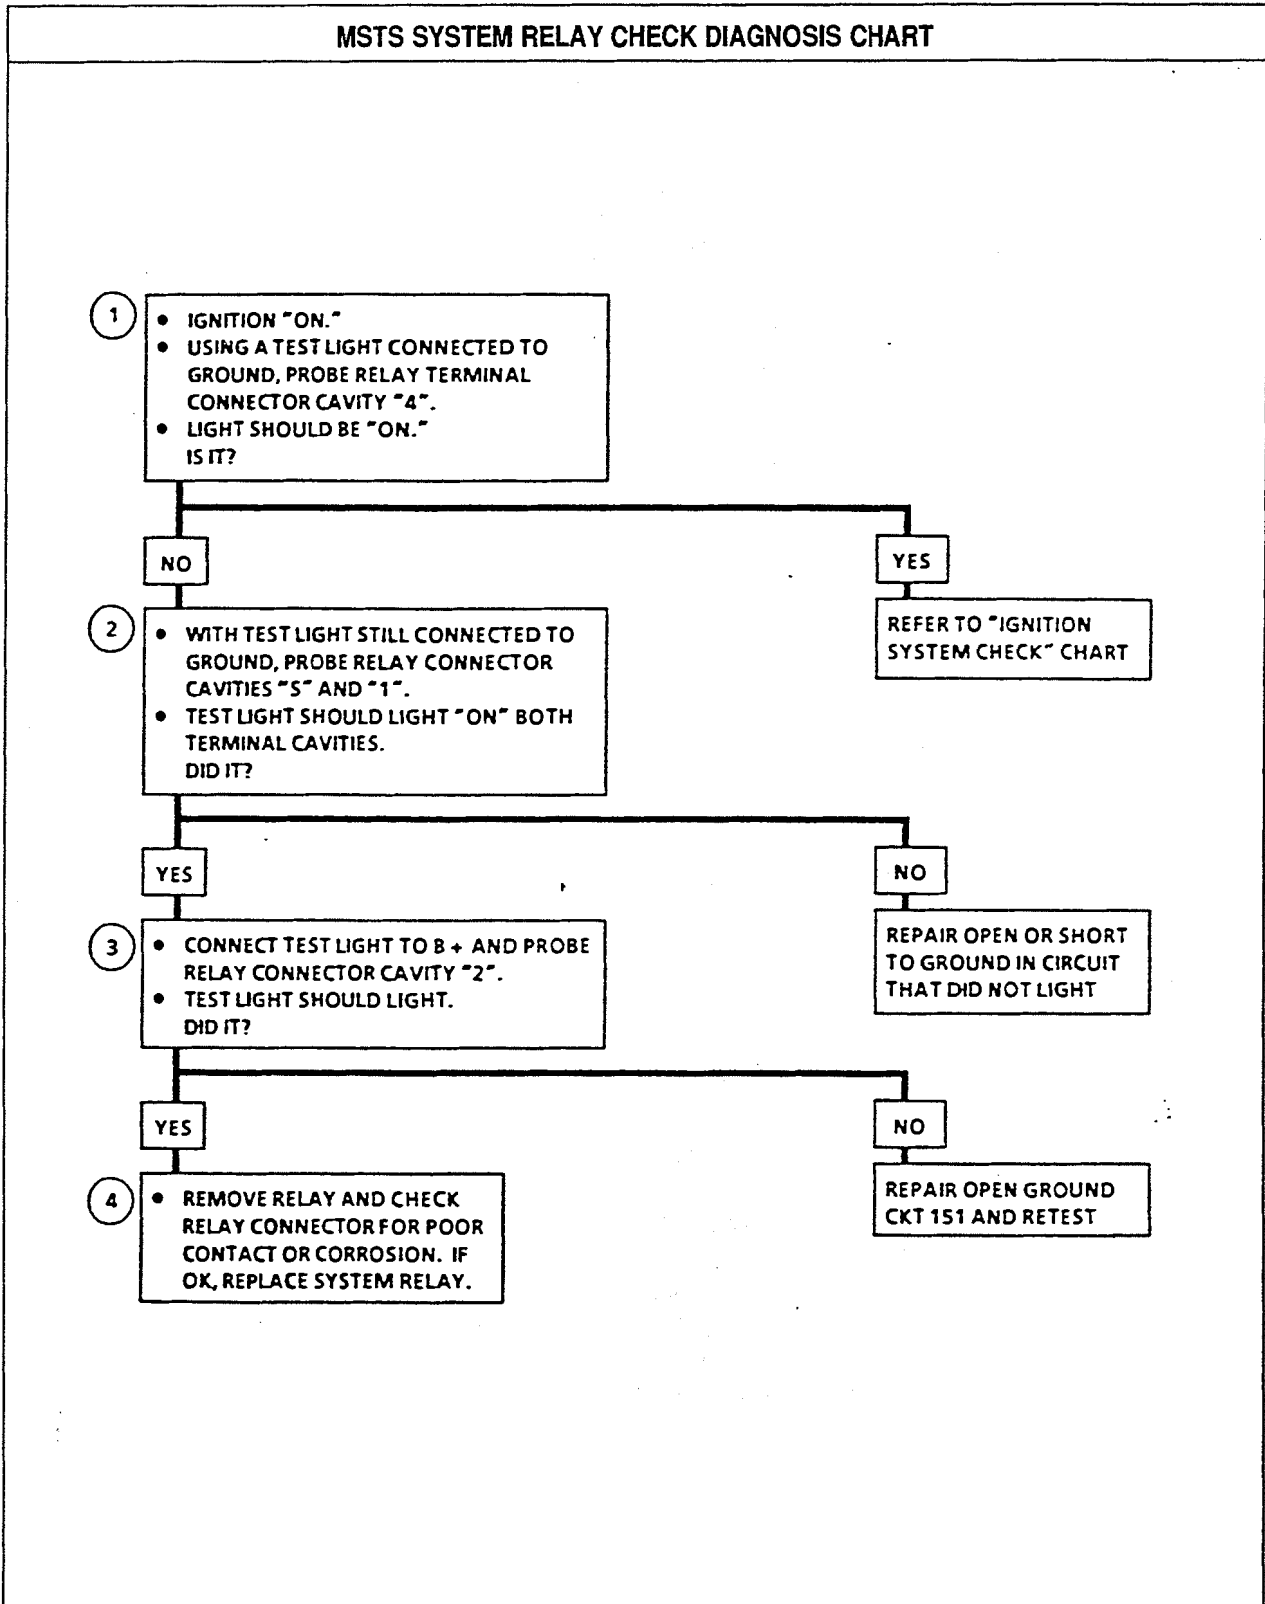 MSTS SYSTEM RELAY CHECK DIAGNOSIS CHART
1
• IGNITION "ON."
• USING A TEST LIGHT CONNECTED TO
GROUND, PROBE RELAY TERMINAL
CONNECTOR CAVITY "4".
• LIGHT SHOULD BE "ON."
IS IT?
NO
YES
2
• WITH TEST LIGHT STILL CONNECTED TO
GROUND, PROBE RELAY CONNECTOR
CAVITIES "S" AND "1".
• TEST LIGHT SHOULD LIGHT "ON" BOTH
TERMINAL CAVITIES.
DID IT?
REFER TO "IGNITION
SYSTEM CHECK" CHART
YES
NO
3
• CONNECT TEST LIGHT TO B + AND PROBE
RELAY CONNECTOR CAVITY "2".
• TEST LIGHT SHOULD LIGHT.
DID IT?
REPAIR OPEN OR SHORT
TO GROUND IN CIRCUIT
THAT DID NOT LIGHT
YES
NO
4
• REMOVE RELAY AND CHECK
RELAY CONNECTOR FOR POOR
CONTACT OR CORROSION. IF
OK, REPLACE SYSTEM RELAY.
REPAIR OPEN GROUND
CKT 151 AND RETEST